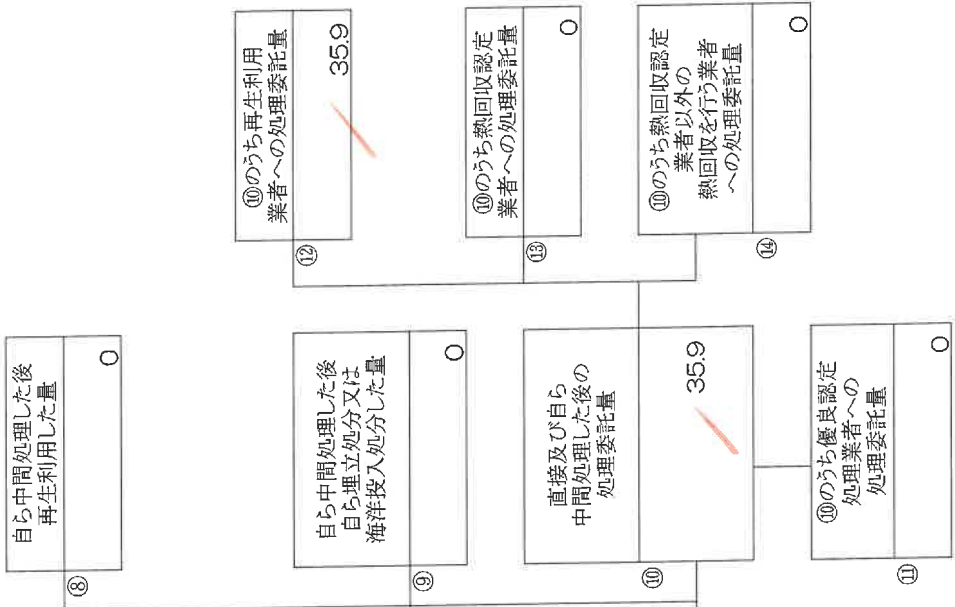 ⑧
自ら中間処理した後
再生利用した量
0
⑨
自ら中間処理した後
自ら埋立処分又は
海洋投入処分した量
0
⑩
直接及び自ら
中間処理した後の
処理委託量
35.9
⑪
⑩のうち優良認定
処理業者への
処理委託量
0
⑫
⑩のうち再生利用
業者への処理委託量
35.9
⑬
⑩のうち熱回収認定
業者への処理委託量
0
⑭
⑩のうち熱回収認定
業者以外の
熱回収を行う業者
への処理委託量
0